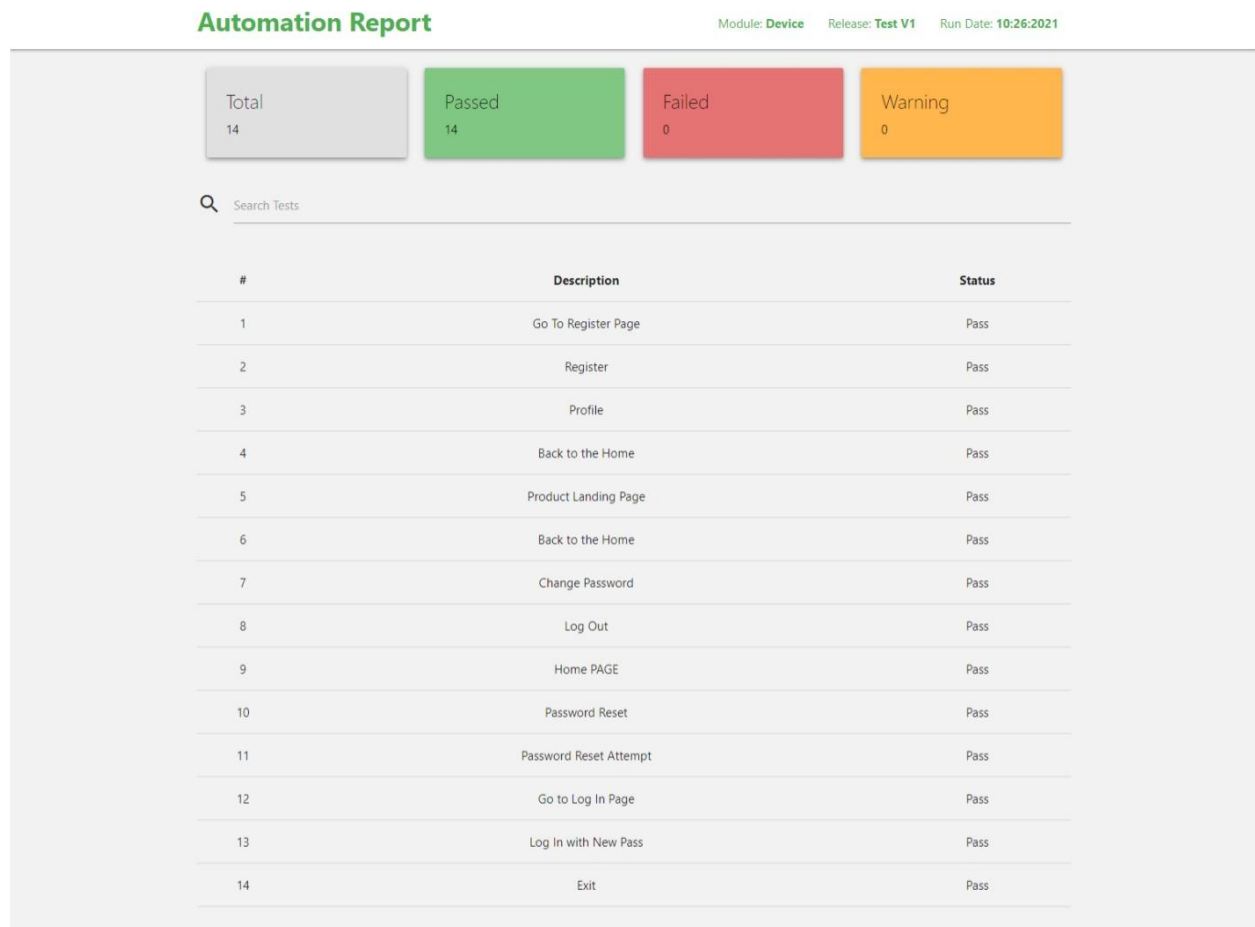 Automation Report
Module: Device Release: Test V1 Run Date: 10:26:2021
Total Passed Failed Warning
14 14 0 0
Search Tests
# Description Status
1 Go To Register Page Pass
2 Register Pass
3 Profile Pass
4 Back to the Home Pass
5 Product Landing Page Pass
6 Back to the Home Pass
7 Change Password Pass
8 Log Out Pass
9 Home PAGE Pass
10 Password Reset Pass
11 Password Reset Attempt Pass
12 Go to Log In Page Pass
13 Log In with New Pass Pass
14 Exit Pass